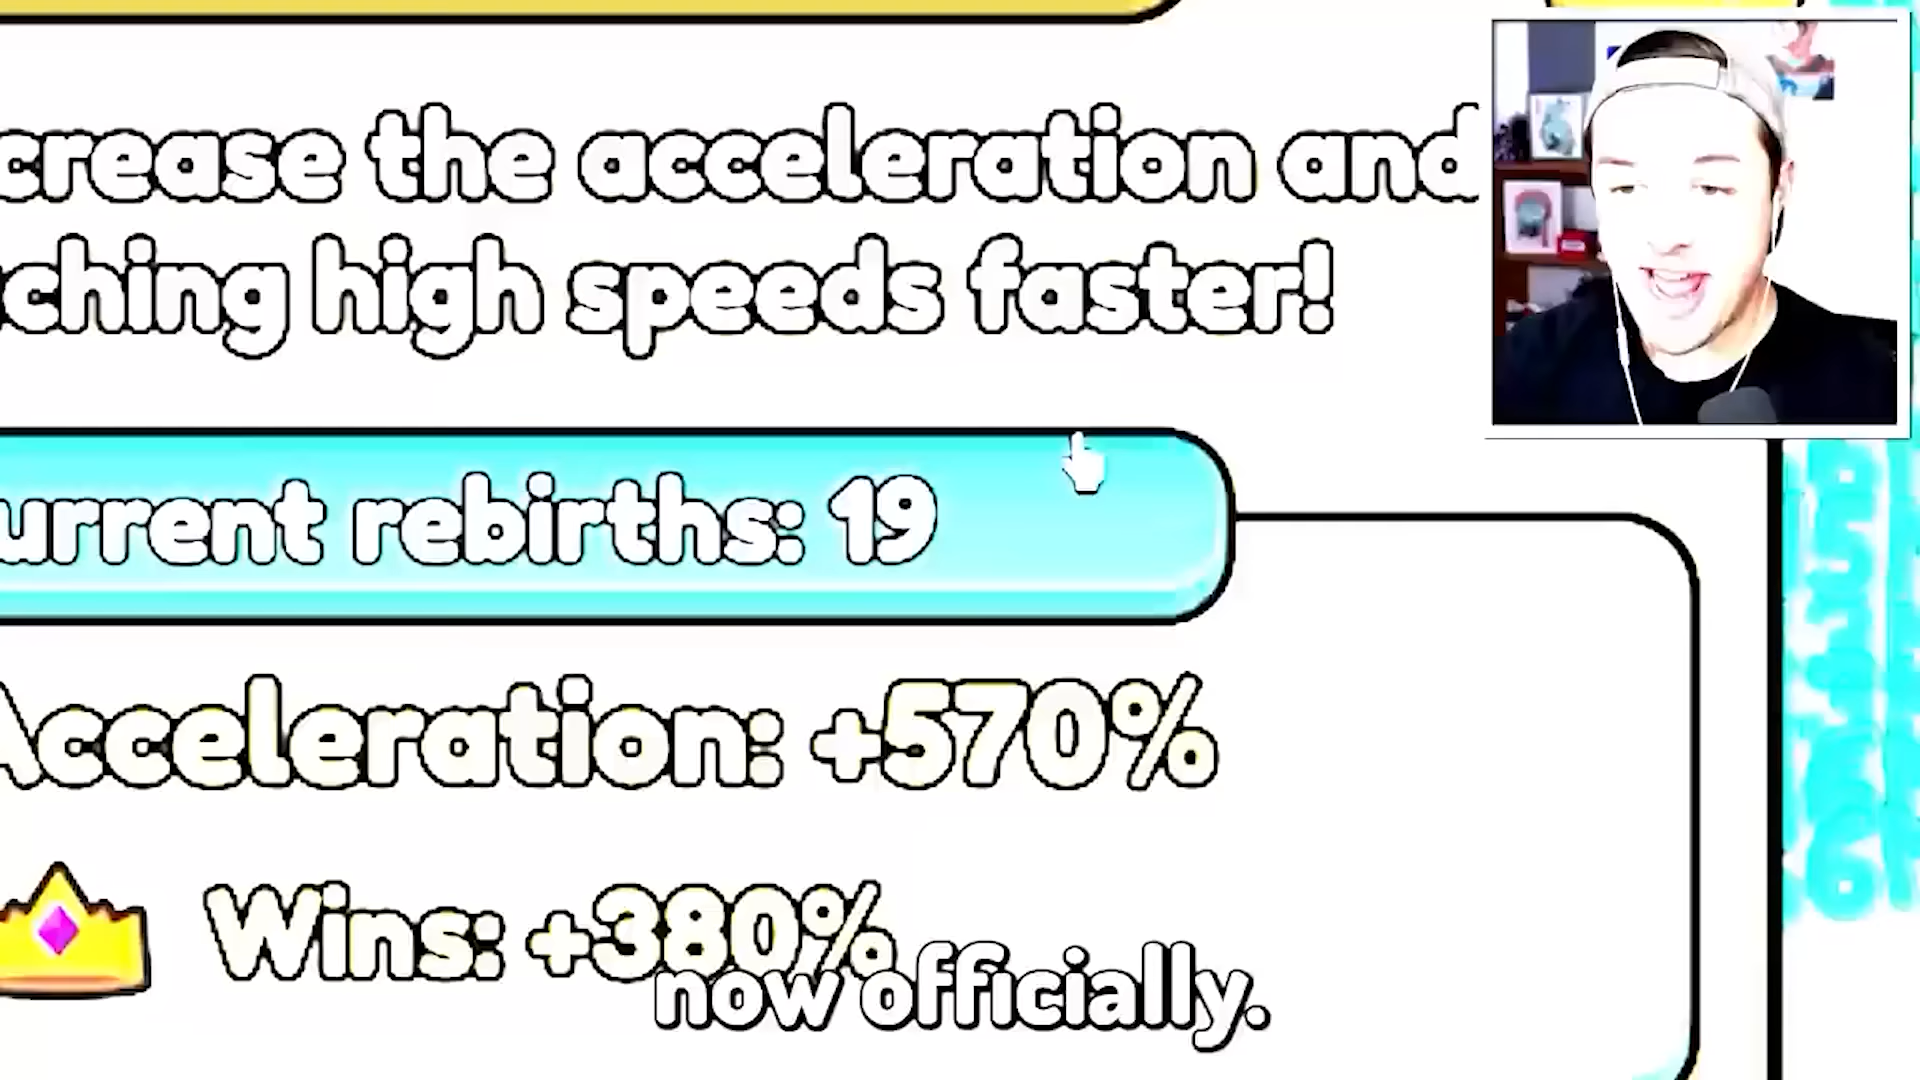 crease the acceleration and
ching high speeds faster!
urrent rebirths: 19
Acceleration: +570%
Wins: +380%
now officially.